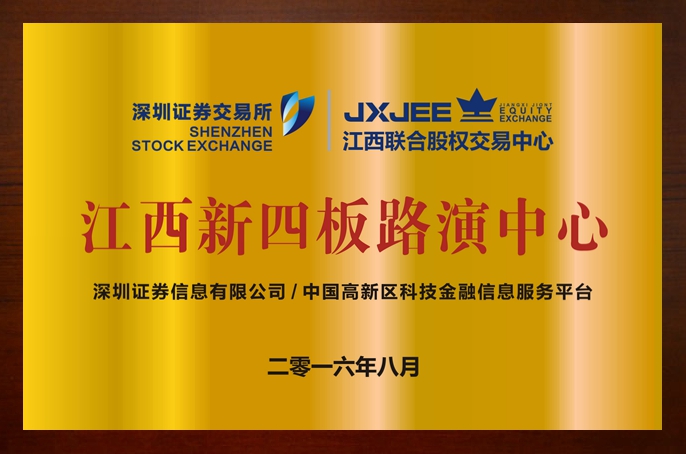 深圳证券交易所
SHENZHEN
STOCK EXCHANGE
JXJEE
JIANGXI JIONT
EQUITY
EXCHANGE
江西联合股权交易中心
江西新四板路演中心
深圳证券信息有限公司/中国高新区科技金融信息服务平台
二零一六年八月